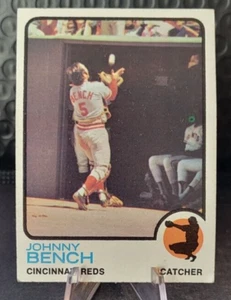 BENCH
5
JOHNNY
BENCH
CINCINNATI REDS
CATCHER